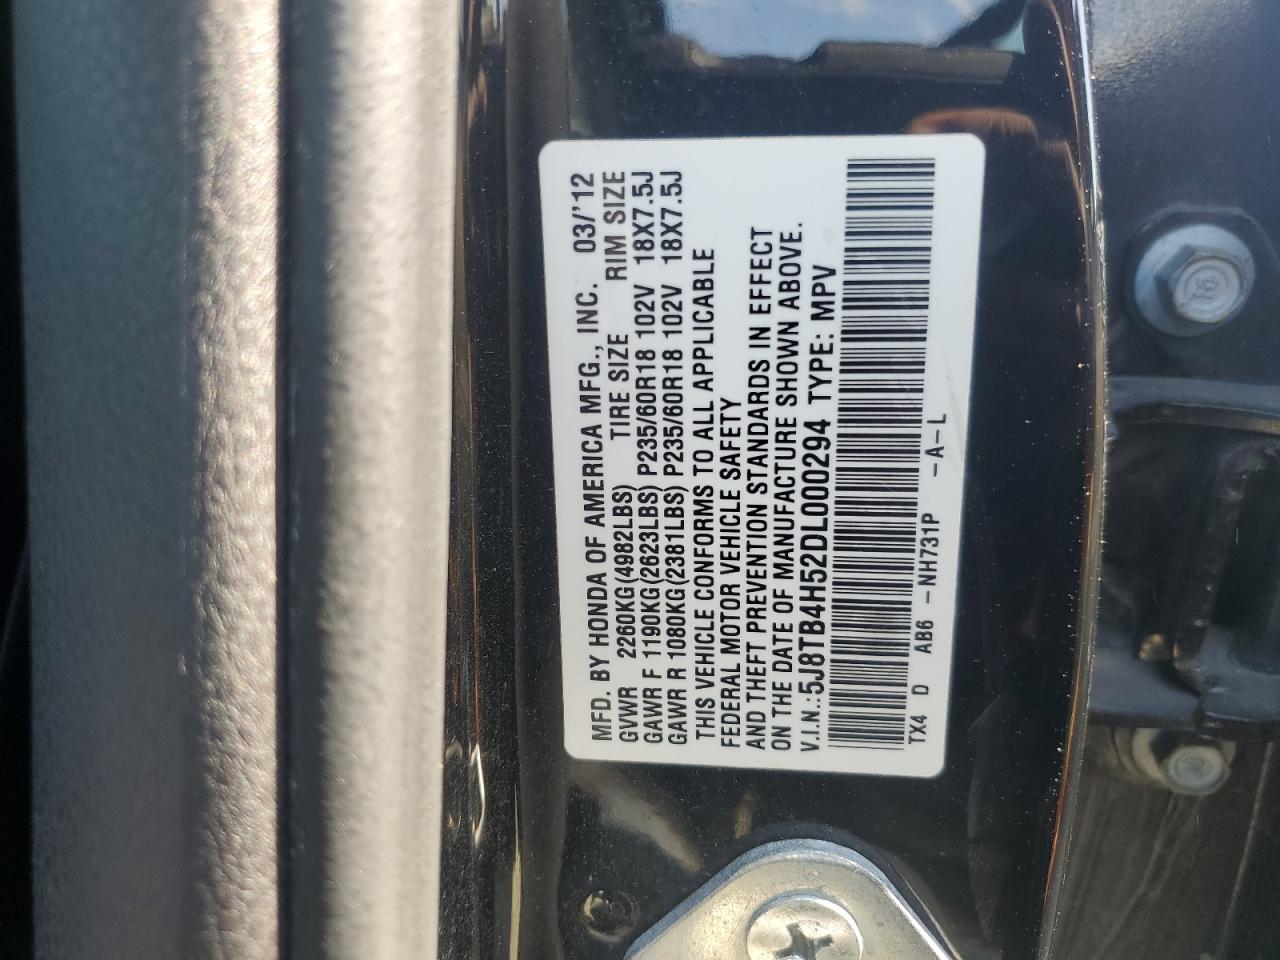 MFD. BY HONDA OF AMERICA MFG., INC. 03/'12
GVWR 2260KG(4982LBS) TIRE SIZE RIM SIZE
GAWR F 1190KG(2623LBS) P235/60R18 102V 18X7.5J
GAWR R 1080KG(2381LBS) P235/60R18 102V 18X7.5J
THIS VEHICLE CONFORMS TO ALL APPLICABLE
FEDERAL MOTOR VEHICLE SAFETY
AND THEFT PREVENTION STANDARDS IN EFFECT
ON THE DATE OF MANUFACTURE SHOWN ABOVE.
V.I.N.:5J8TB4H52DL000294 TYPE: MPV
TX4 D AB6 -NH731P -A-L